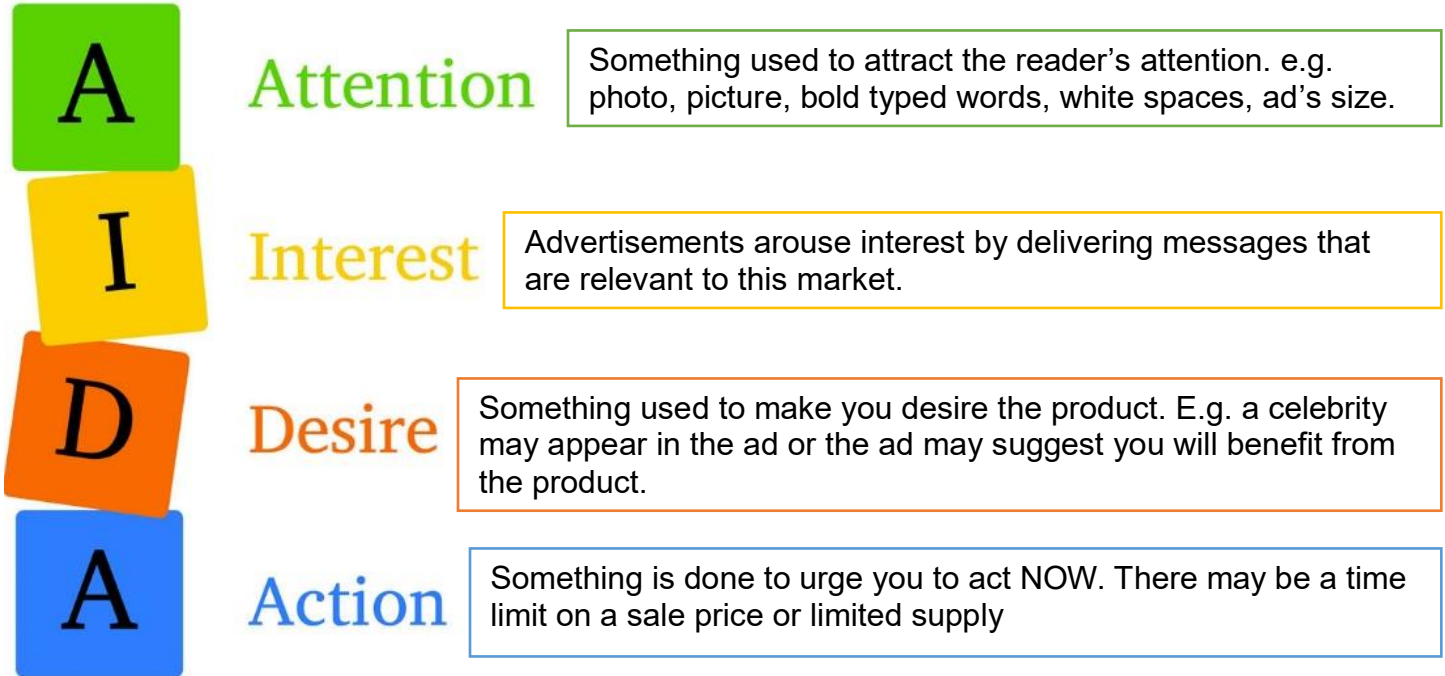 A
Attention
Something used to attract the reader’s attention. e.g.
photo, picture, bold typed words, white spaces, ad’s size.
I
Interest
Advertisements arouse interest by delivering messages that
are relevant to this market.
D
Desire
Something used to make you desire the product. E.g. a celebrity
may appear in the ad or the ad may suggest you will benefit from
the product.
A
Action
Something is done to urge you to act NOW. There may be a time
limit on a sale price or limited supply